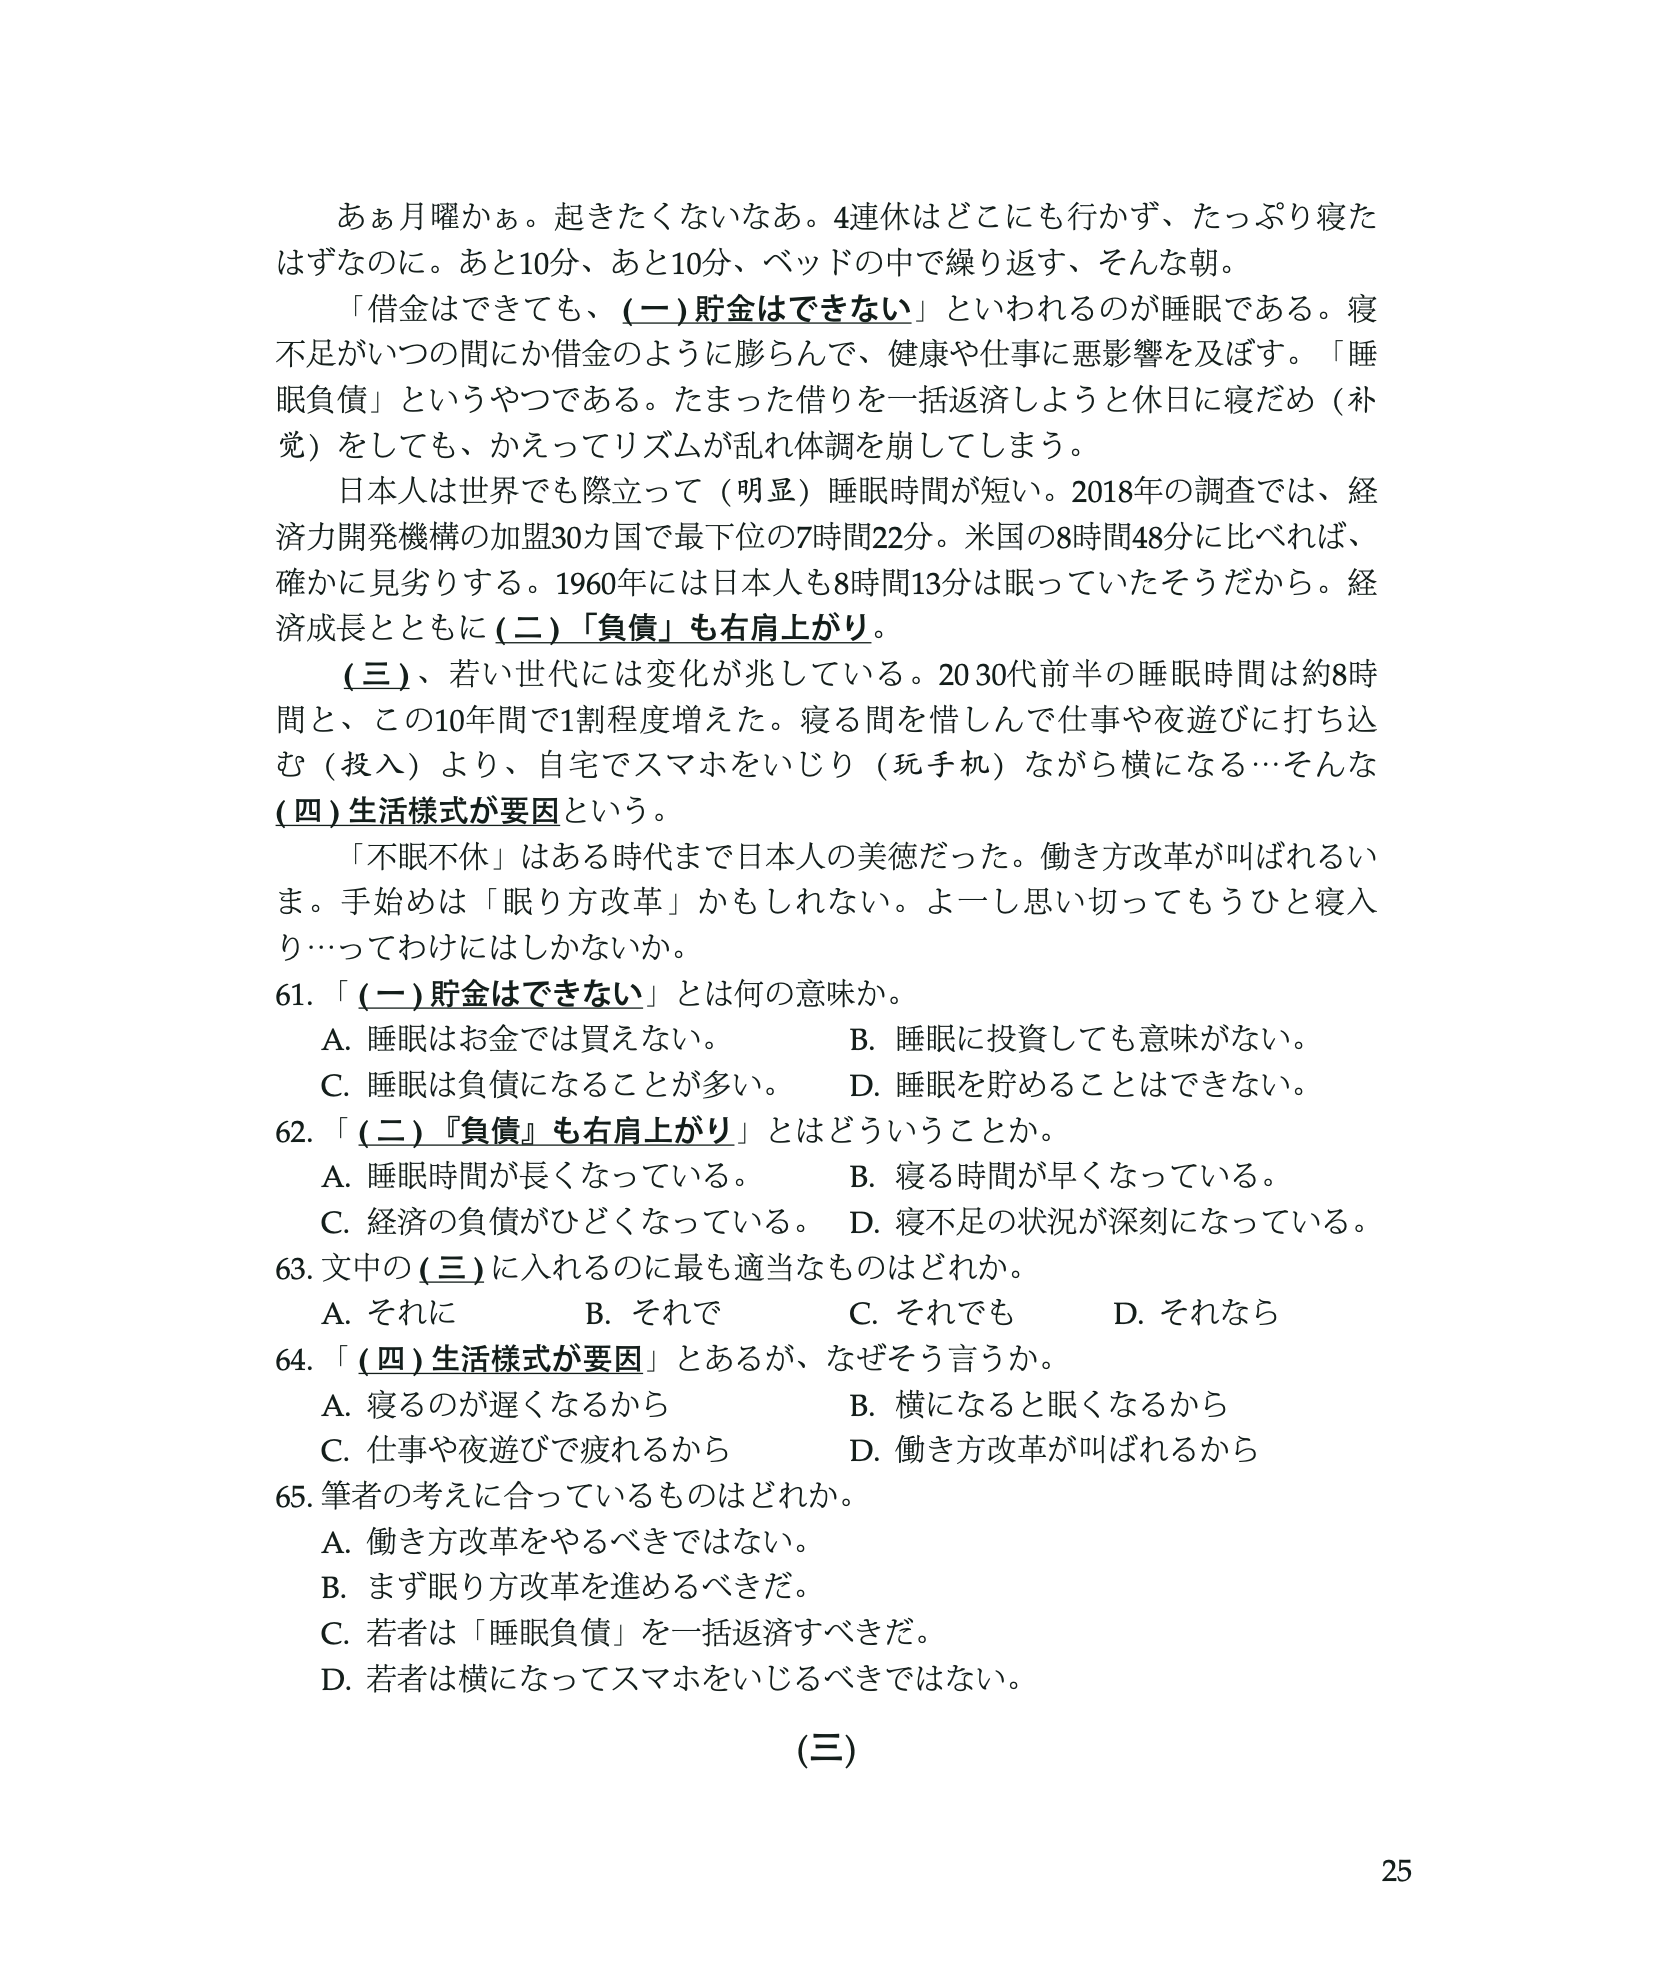 あぁ月曜かぁ。起きたくないなあ。4連休はどこにも行かず、たっぷり寝た
はずなのに。あと10分、あと10分、ベッドの中で繰り返す、そんな朝。
「借金はできても、(一)貯金はできない」といわれるのが睡眠である。寝
不足がいつの間にか借金のように膨らんで、健康や仕事に悪影響を及ぼす。「睡
眠負債」というやつである。たまった借りを一括返済しようと休日に寝だめ（补
觉）をしても、かえってリズムが乱れ体調を崩してしまう。
日本人は世界でも際立って（明显）睡眠時間が短い。2018年の調査では、経
済力開発機構の加盟30カ国で最下位の7時間22分。米国の8時間48分に比べれば、
確かに見劣りする。1960年には日本人も8時間13分は眠っていたそうだから。経
済成長とともに(二)「負債」も右肩上がり。
(三)、若い世代には変化が兆している。20 30代前半の睡眠時間は約8時
間と、この10年間で1割程度増えた。寝る間を惜しんで仕事や夜遊びに打ち込
む（投入）より、自宅でスマホをいじり（玩手机）ながら横になる…そんな
(四)生活様式が要因という。
「不眠不休」はある時代まで日本人の美徳だった。働き方改革が叫ばれるい
ま。手始めは「眠り方改革」かもしれない。よーし思い切ってもうひと寝入
り…ってわけにはしかないか。
61. 「(一)貯金はできない」とは何の意味か。
A. 睡眠はお金では買えない。 B. 睡眠に投資しても意味がない。
C. 睡眠は負債になることが多い。 D. 睡眠を貯めることはできない。
62. 「(二)『負債』も右肩上がり」とはどういうことか。
A. 睡眠時間が長くなっている。 B. 寝る時間が早くなっている。
C. 経済の負債がひどくなっている。 D. 寝不足の状況が深刻になっている。
63. 文中の(三)に入れるのに最も適当なものはどれか。
A. それに B. それで C. それでも D. それなら
64. 「(四)生活様式が要因」とあるが、なぜそう言うか。
A. 寝るのが遅くなるから B. 横になると眠くなるから
C. 仕事や夜遊びで疲れるから D. 働き方改革が叫ばれるから
65. 筆者の考えに合っているものはどれか。
A. 働き方改革をやるべきではない。
B. まず眠り方改革を進めるべきだ。
C. 若者は「睡眠負債」を一括返済すべきだ。
D. 若者は横になってスマホをいじるべきではない。
(三)
25